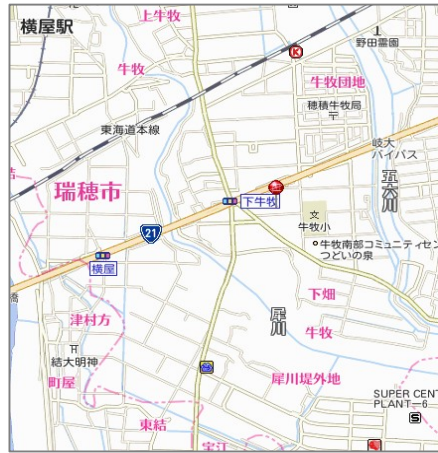 横屋駅
上牛牧
野田霊園
牛牧
K
牛牧団地
穂積牛牧局
東海道本線
岐大
バイパス
瑞穂市
五六川
下牛牧
文
牛牧小
21
牛牧南部コミュニティセ
つどいの泉
横屋
橋
下畑
津村方
犀川
牛牧
結大明神
町屋
犀川堤外地
SUPER CENT
PLANT-6
S
東結
宝江